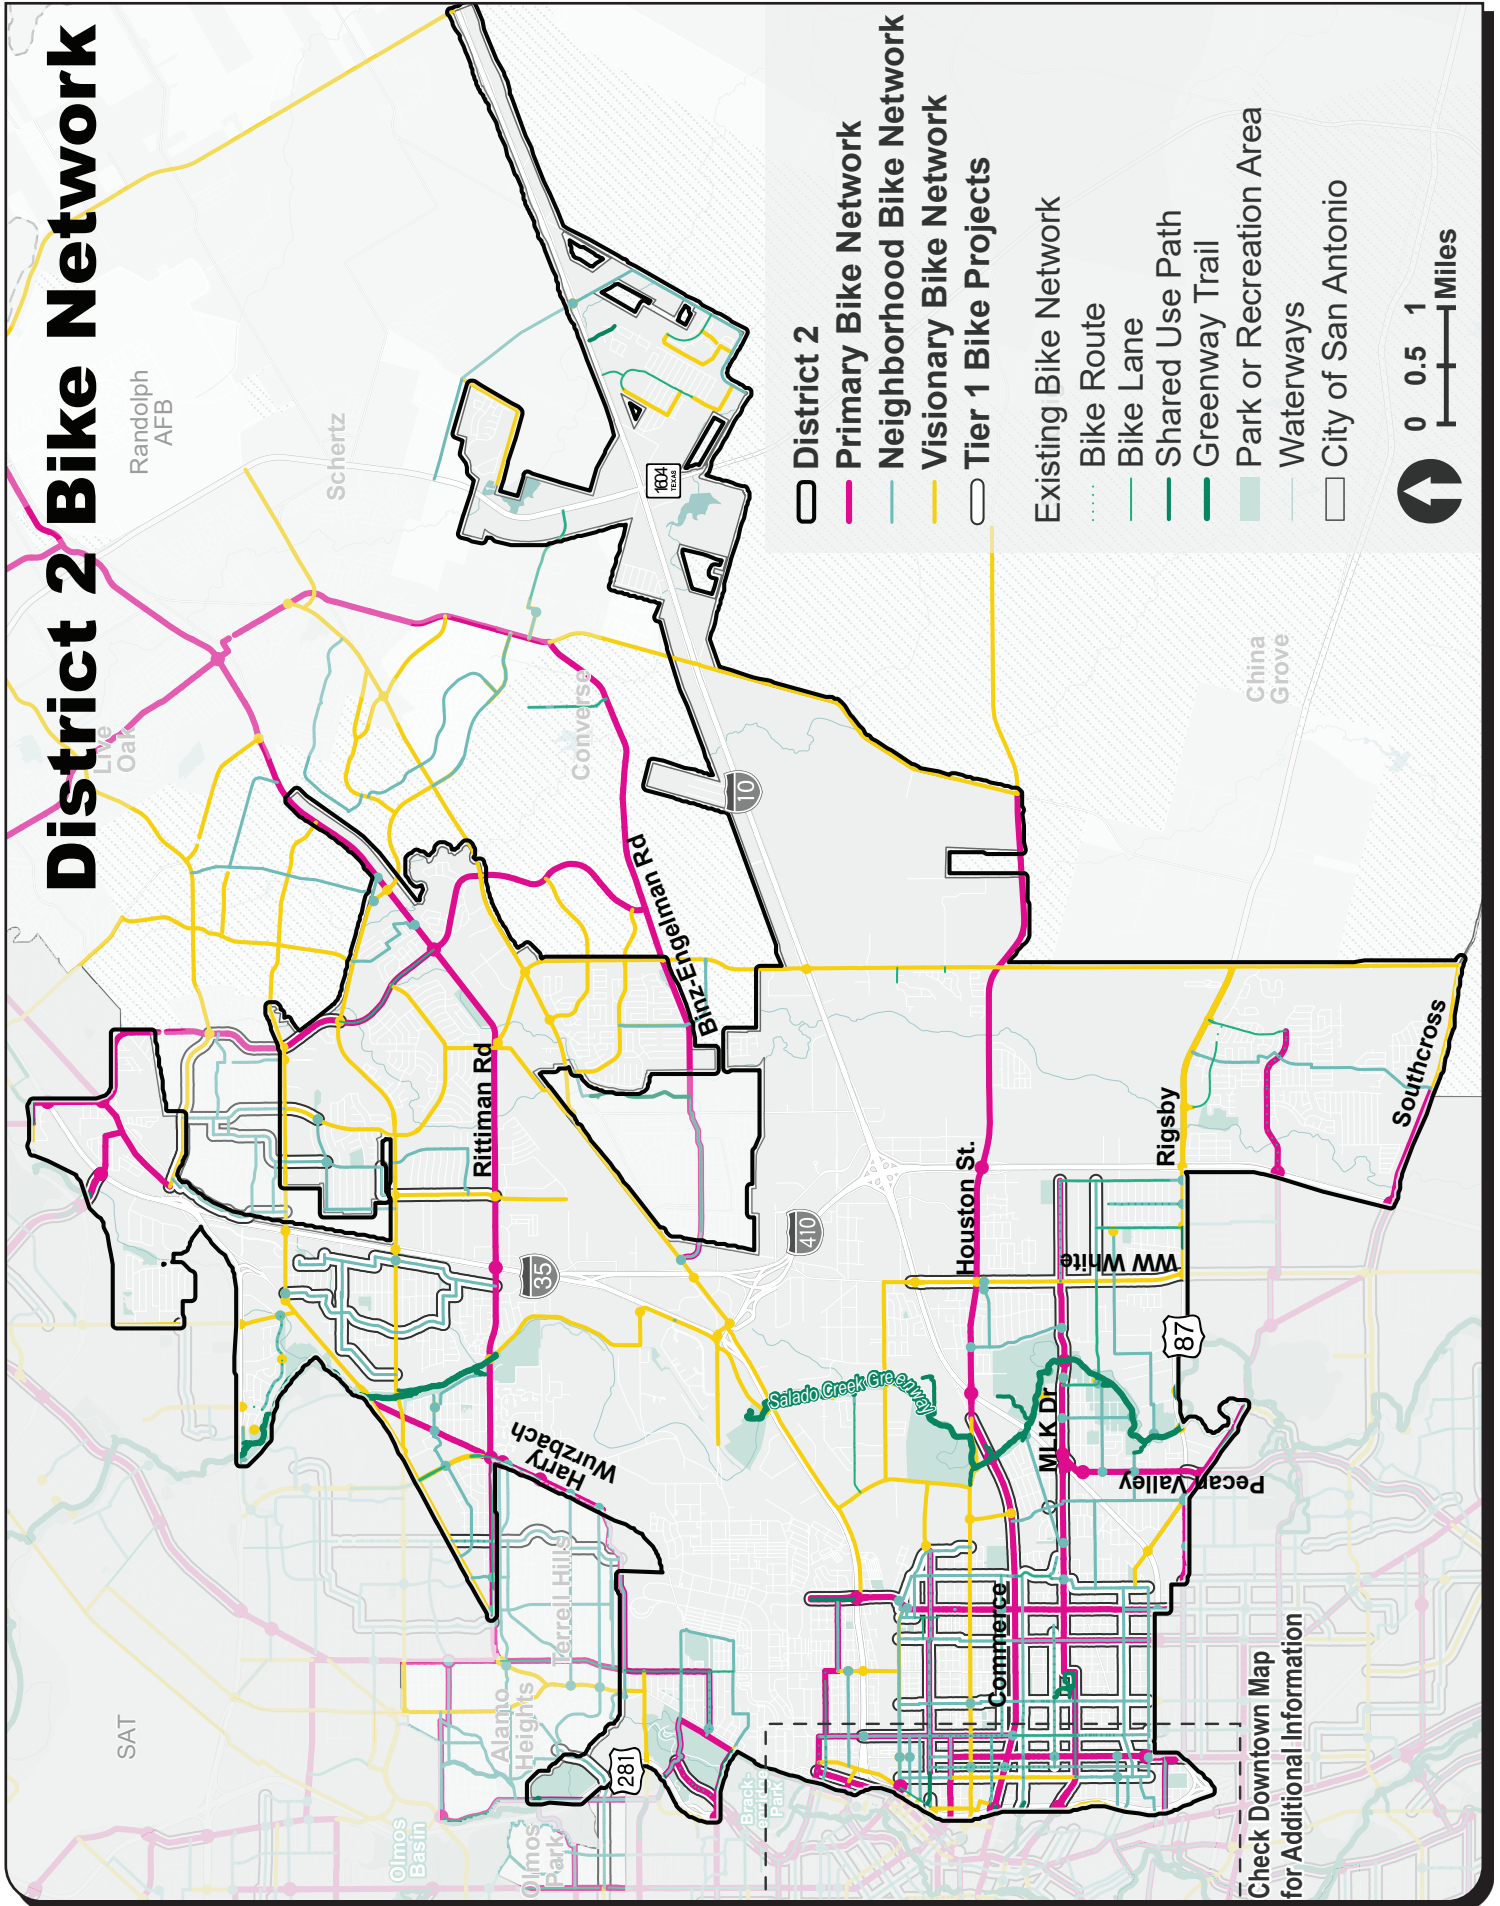 District 2 Bike Network
Randolph
AFB
Schertz
Live
Oak
Converse
1604
TEXAS
10
Binz-Engelman Rd
Rittiman Rd
35
410
Harry
Wurzbach
Terrell Hills
Alamo
Heights
SAT
281
Olmos
Basin
Olmos
Park
Brack-
Park
Salado Creek Greenway
Houston St.
WW White
MLK Dr
Commerce
Pecan Valley
Rigsby
87
Southcross
China
Grove
District 2
Primary Bike Network
Neighborhood Bike Network
Visionary Bike Network
Tier 1 Bike Projects
Existing Bike Network
Bike Route
Bike Lane
Shared Use Path
Greenway Trail
Park or Recreation Area
Waterways
City of San Antonio
0 0.5 1
Miles
Check Downtown Map
for Additional Information